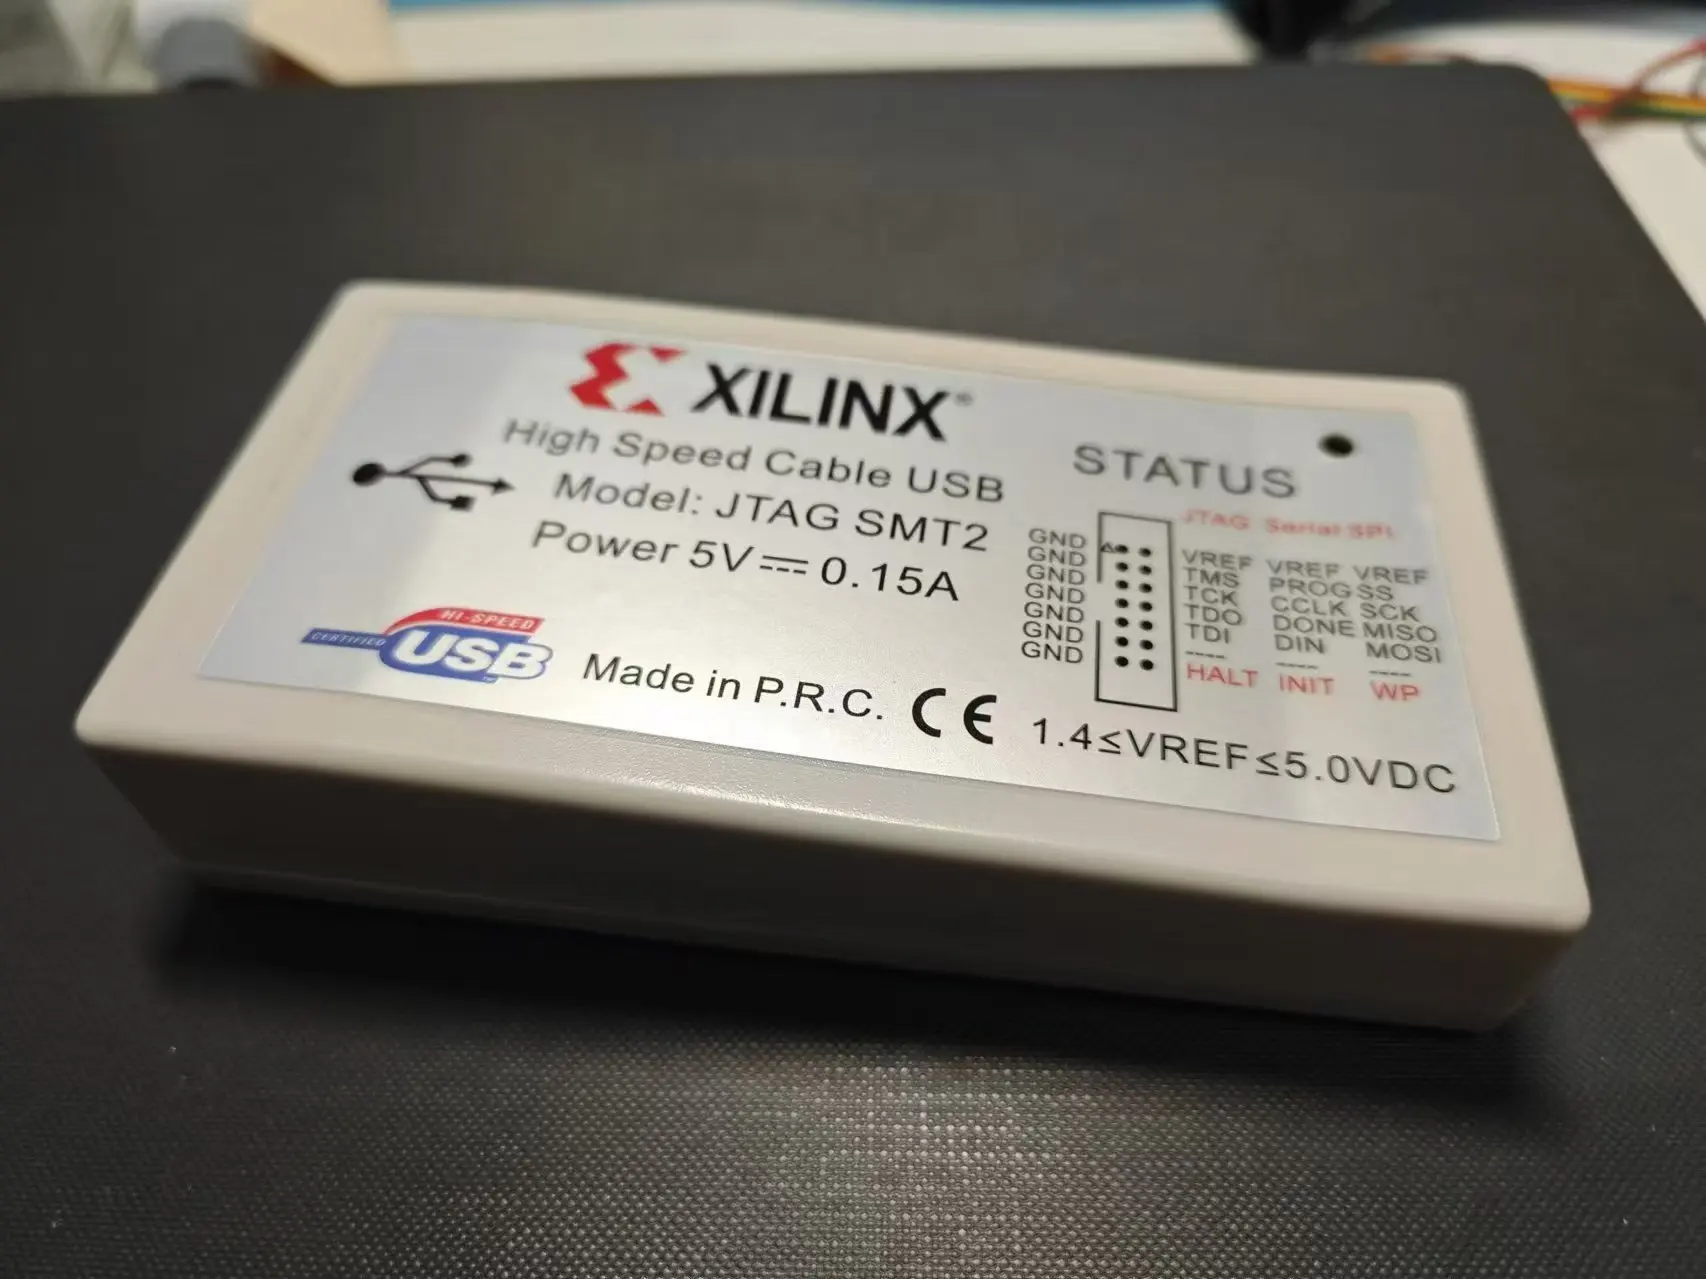 XILINX®
High Speed Cable USB
Model: JTAG SMT2
Power 5V⎓0.15A
HI-SPEED
CERTIFIED
USB
Made in P.R.C.
CE
STATUS
JTAG Serial SPI
GND
GND VREF VREF VREF
GND TMS PROG SS
GND TCK CCLK SCK
GND TDO DONE MISO
GND TDI DIN MOSI
GND ---- ---- ----
HALT INIT WP
1.4≤VREF≤5.0VDC